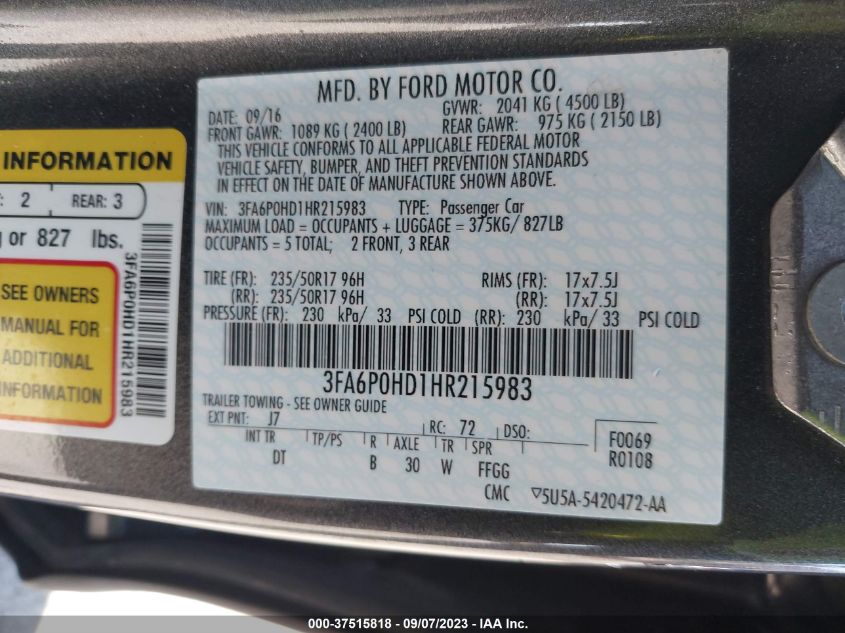 MFD. BY FORD MOTOR CO.
DATE: 09/16 GVWR: 2041 KG ( 4500 LB)
FRONT GAWR: 1089 KG ( 2400 LB) REAR GAWR: 975 KG ( 2150 LB)
THIS VEHICLE CONFORMS TO ALL APPLICABLE FEDERAL MOTOR
VEHICLE SAFETY, BUMPER, AND THEFT PREVENTION STANDARDS
IN EFFECT ON THE DATE OF MANUFACTURE SHOWN ABOVE.
VIN: 3FA6P0HD1HR215983 TYPE: Passenger Car
MAXIMUM LOAD = OCCUPANTS + LUGGAGE = 375KG/ 827LB
OCCUPANTS = 5 TOTAL; 2 FRONT, 3 REAR
TIRE (FR): 235/50R17 96H RIMS (FR): 17x7.5J
(RR): 235/50R17 96H (RR): 17x7.5J
PRESSURE (FR): 230 kPa/ 33 PSI COLD (RR): 230 kPa/ 33 PSI COLD
3FA6P0HD1HR215983
TRAILER TOWING - SEE OWNER GUIDE
EXT PNT: J7 RC: 72 DSO:
INT TR TP/PS R AXLE TR SPR
DT B 30 W FFGG
F0069
R0108
CMC ▽5U5A-5420472-AA
INFORMATION
2 REAR: 3
or 827 lbs.
SEE OWNERS
MANUAL FOR
ADDITIONAL
INFORMATION
3FA6P0HD1HR215983
000-37515818 - 09/07/2023 - IAA Inc.